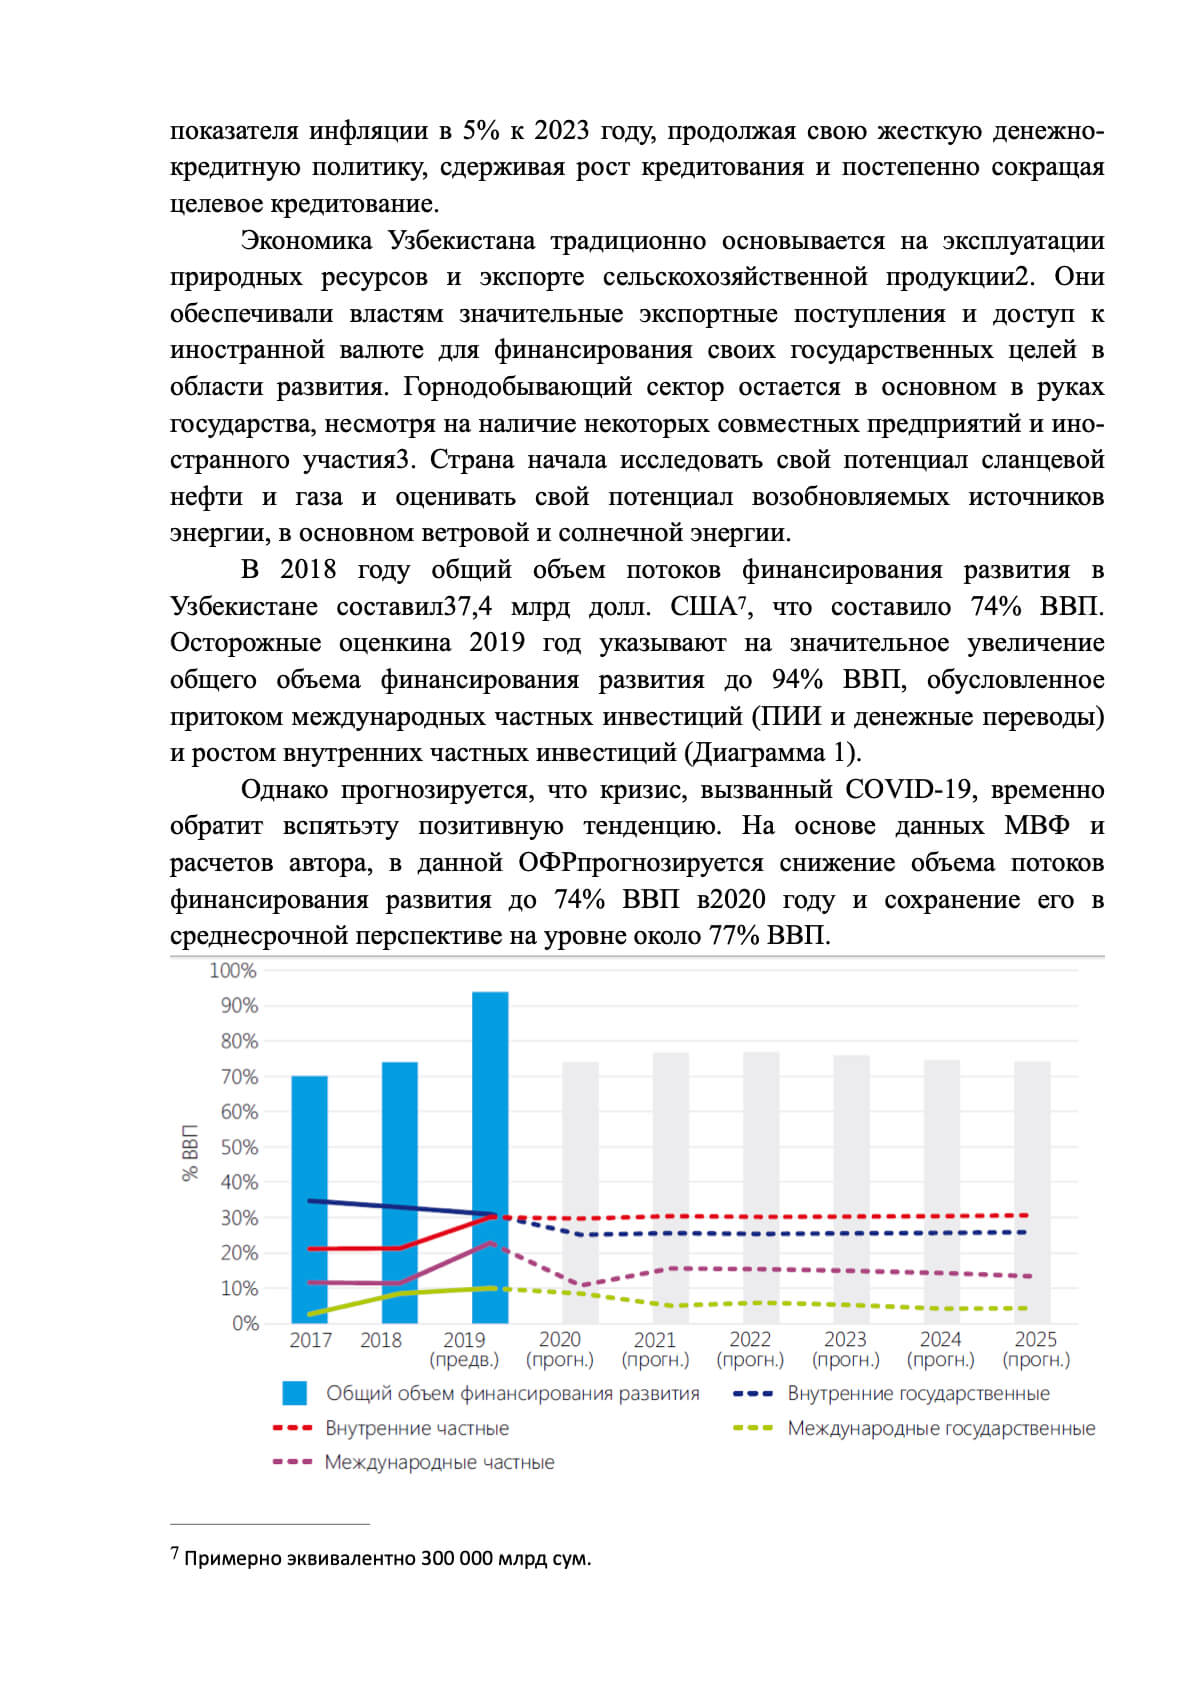 показателя инфляции в 5% к 2023 году, продолжая свою жесткую денежно-
кредитную политику, сдерживая рост кредитования и постепенно сокращая
целевое кредитование.
Экономика Узбекистана традиционно основывается на эксплуатации
природных ресурсов и экспорте сельскохозяйственной продукции2. Они
обеспечивали властям значительные экспортные поступления и доступ к
иностранной валюте для финансирования своих государственных целей в
области развития. Горнодобывающий сектор остается в основном в руках
государства, несмотря на наличие некоторых совместных предприятий и ино-
странного участия3. Страна начала исследовать свой потенциал сланцевой
нефти и газа и оценивать свой потенциал возобновляемых источников
энергии, в основном ветровой и солнечной энергии.
В 2018 году общий объем потоков финансирования развития в
Узбекистане составил37,4 млрд долл. США7, что составило 74% ВВП.
Осторожные оценкина 2019 год указывают на значительное увеличение
общего объема финансирования развития до 94% ВВП, обусловленное
притоком международных частных инвестиций (ПИИ и денежные переводы)
и ростом внутренних частных инвестиций (Диаграмма 1).
Однако прогнозируется, что кризис, вызванный COVID-19, временно
обратит вспятьэту позитивную тенденцию. На основе данных МВФ и
расчетов автора, в данной ОФРпрогнозируется снижение объема потоков
финансирования развития до 74% ВВП в2020 году и сохранение его в
среднесрочной перспективе на уровне около 77% ВВП.
100%
90%
80%
70%
60%
50%
40%
30%
20%
10%
0%
% ВВП
2017 2018 2019 2020 2021 2022 2023 2024 2025
(предв.) (прогн.) (прогн.) (прогн.) (прогн.) (прогн.) (прогн.)
Общий объем финансирования развития Внутренние государственные
Внутренние частные Международные государственные
Международные частные
7 Примерно эквивалентно 300 000 млрд сум.